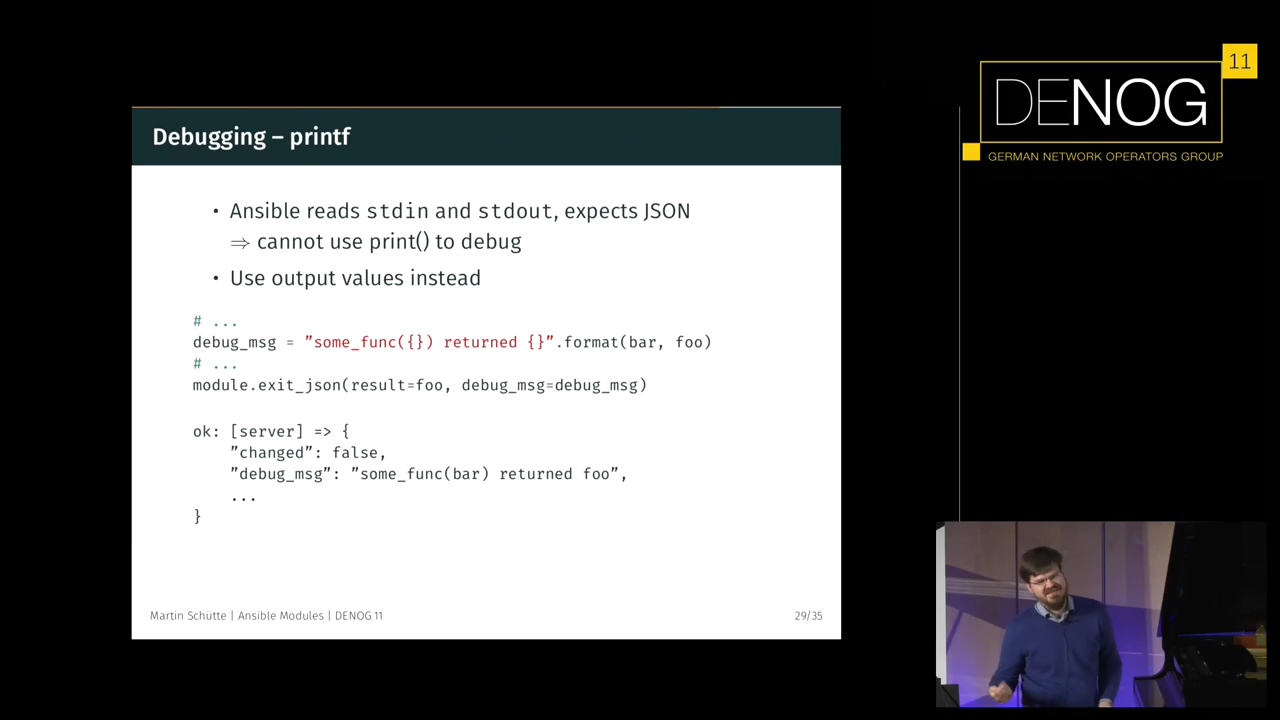 Debugging – printf
• Ansible reads stdin and stdout, expects JSON
⇒ cannot use print() to debug
• Use output values instead
# ...
debug_msg = ”some_func({}) returned {}”.format(bar, foo)
# ...
module.exit_json(result=foo, debug_msg=debug_msg)
ok: [server] => {
”changed”: false,
”debug_msg”: ”some_func(bar) returned foo”,
...
}
Martin Schütte | Ansible Modules | DENOG 11
29/35
11
DENOG
GERMAN NETWORK OPERATORS GROUP